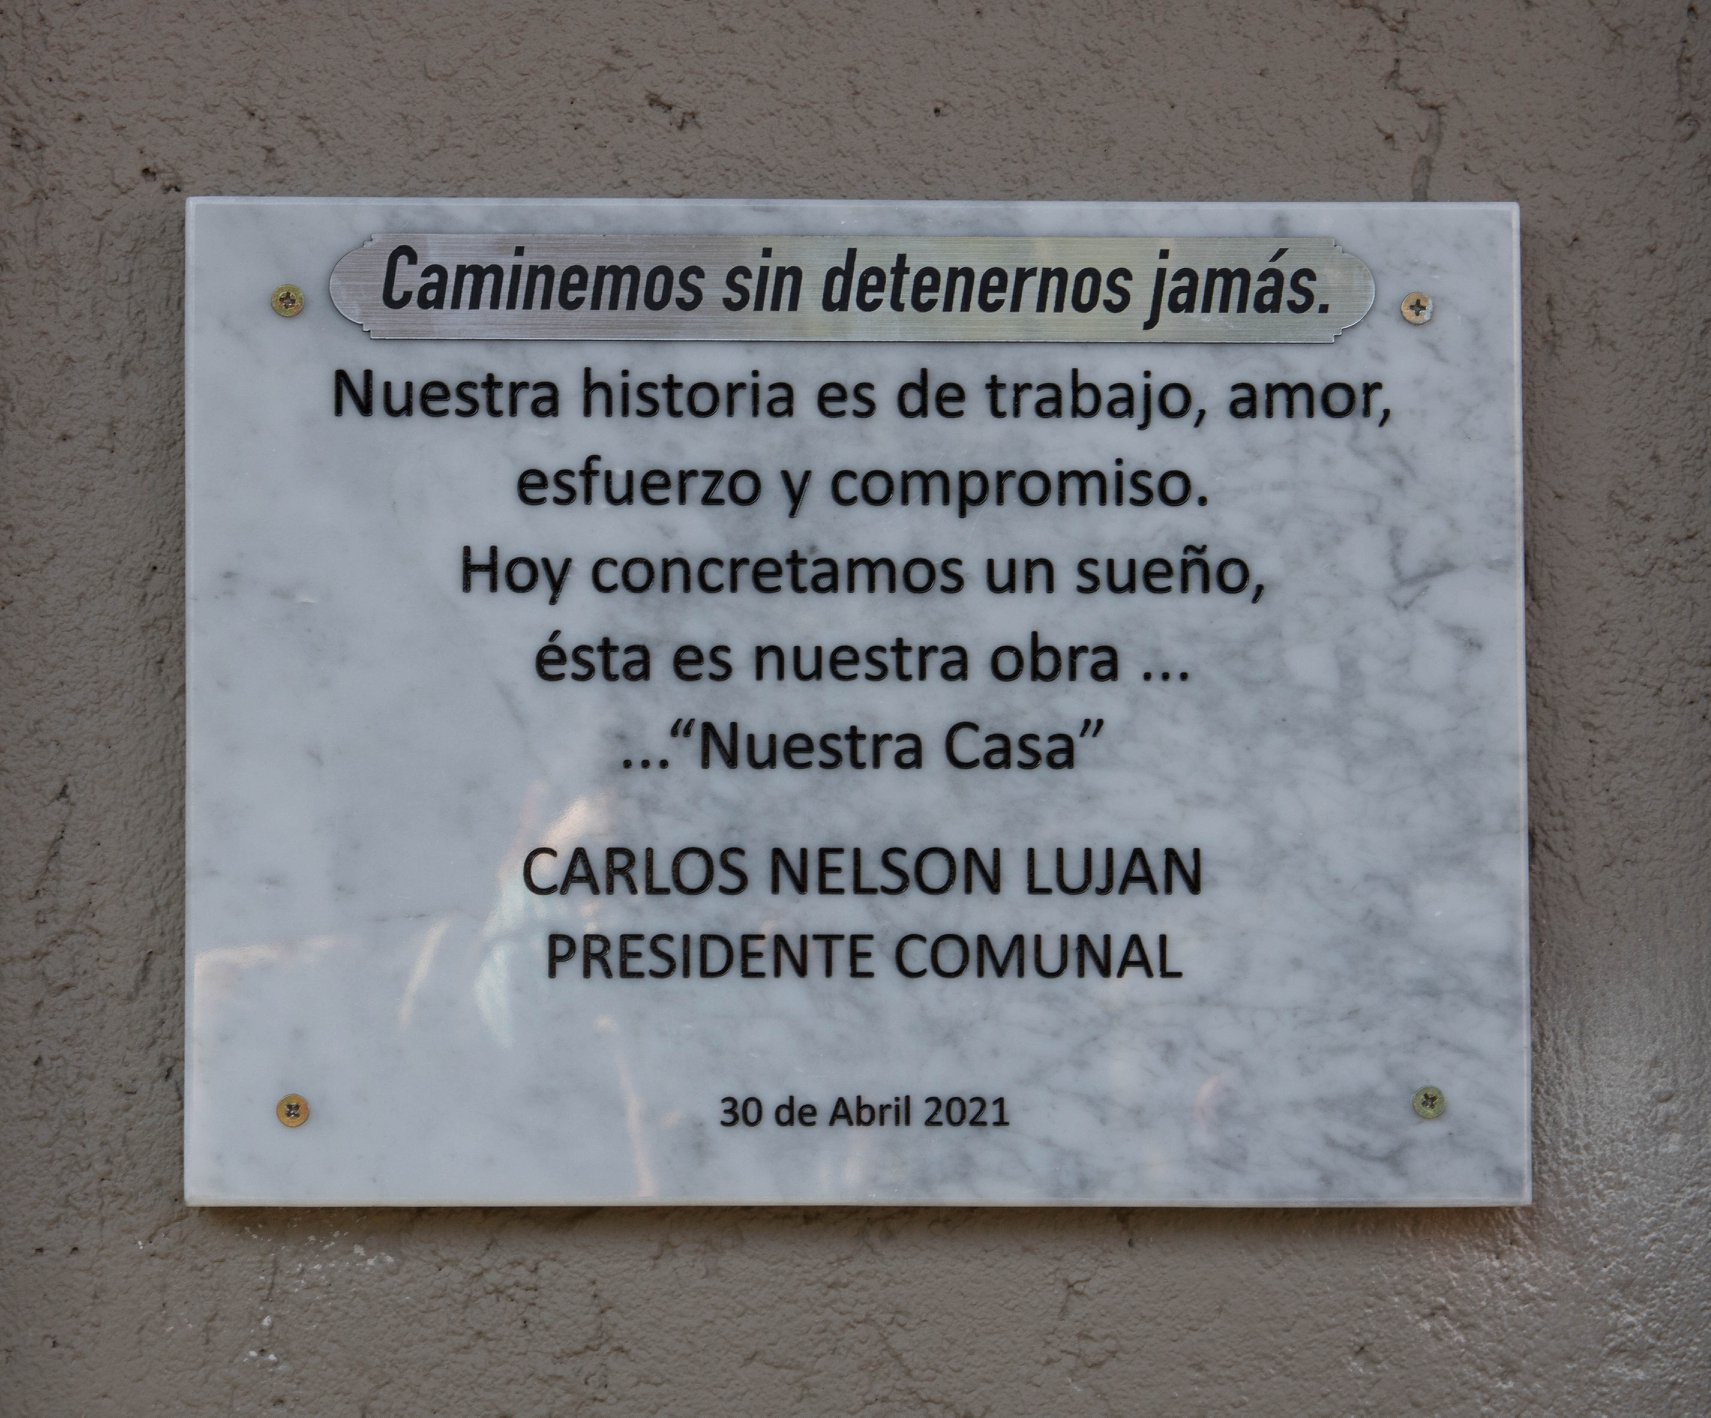 Caminemos sin detenernos jamás.
Nuestra historia es de trabajo, amor,
esfuerzo y compromiso.
Hoy concretamos un sueño,
ésta es nuestra obra ...
...“Nuestra Casa”
CARLOS NELSON LUJAN
PRESIDENTE COMUNAL
30 de Abril 2021